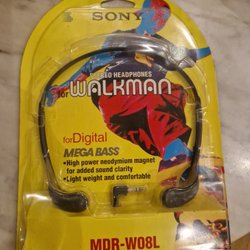 SONY
STEREO HEADPHONES
for WALKMAN
for Digital
MEGA BASS
•High power neodymium magnet
for added sound clarity
•Light weight and comfortable
MDR-W08L